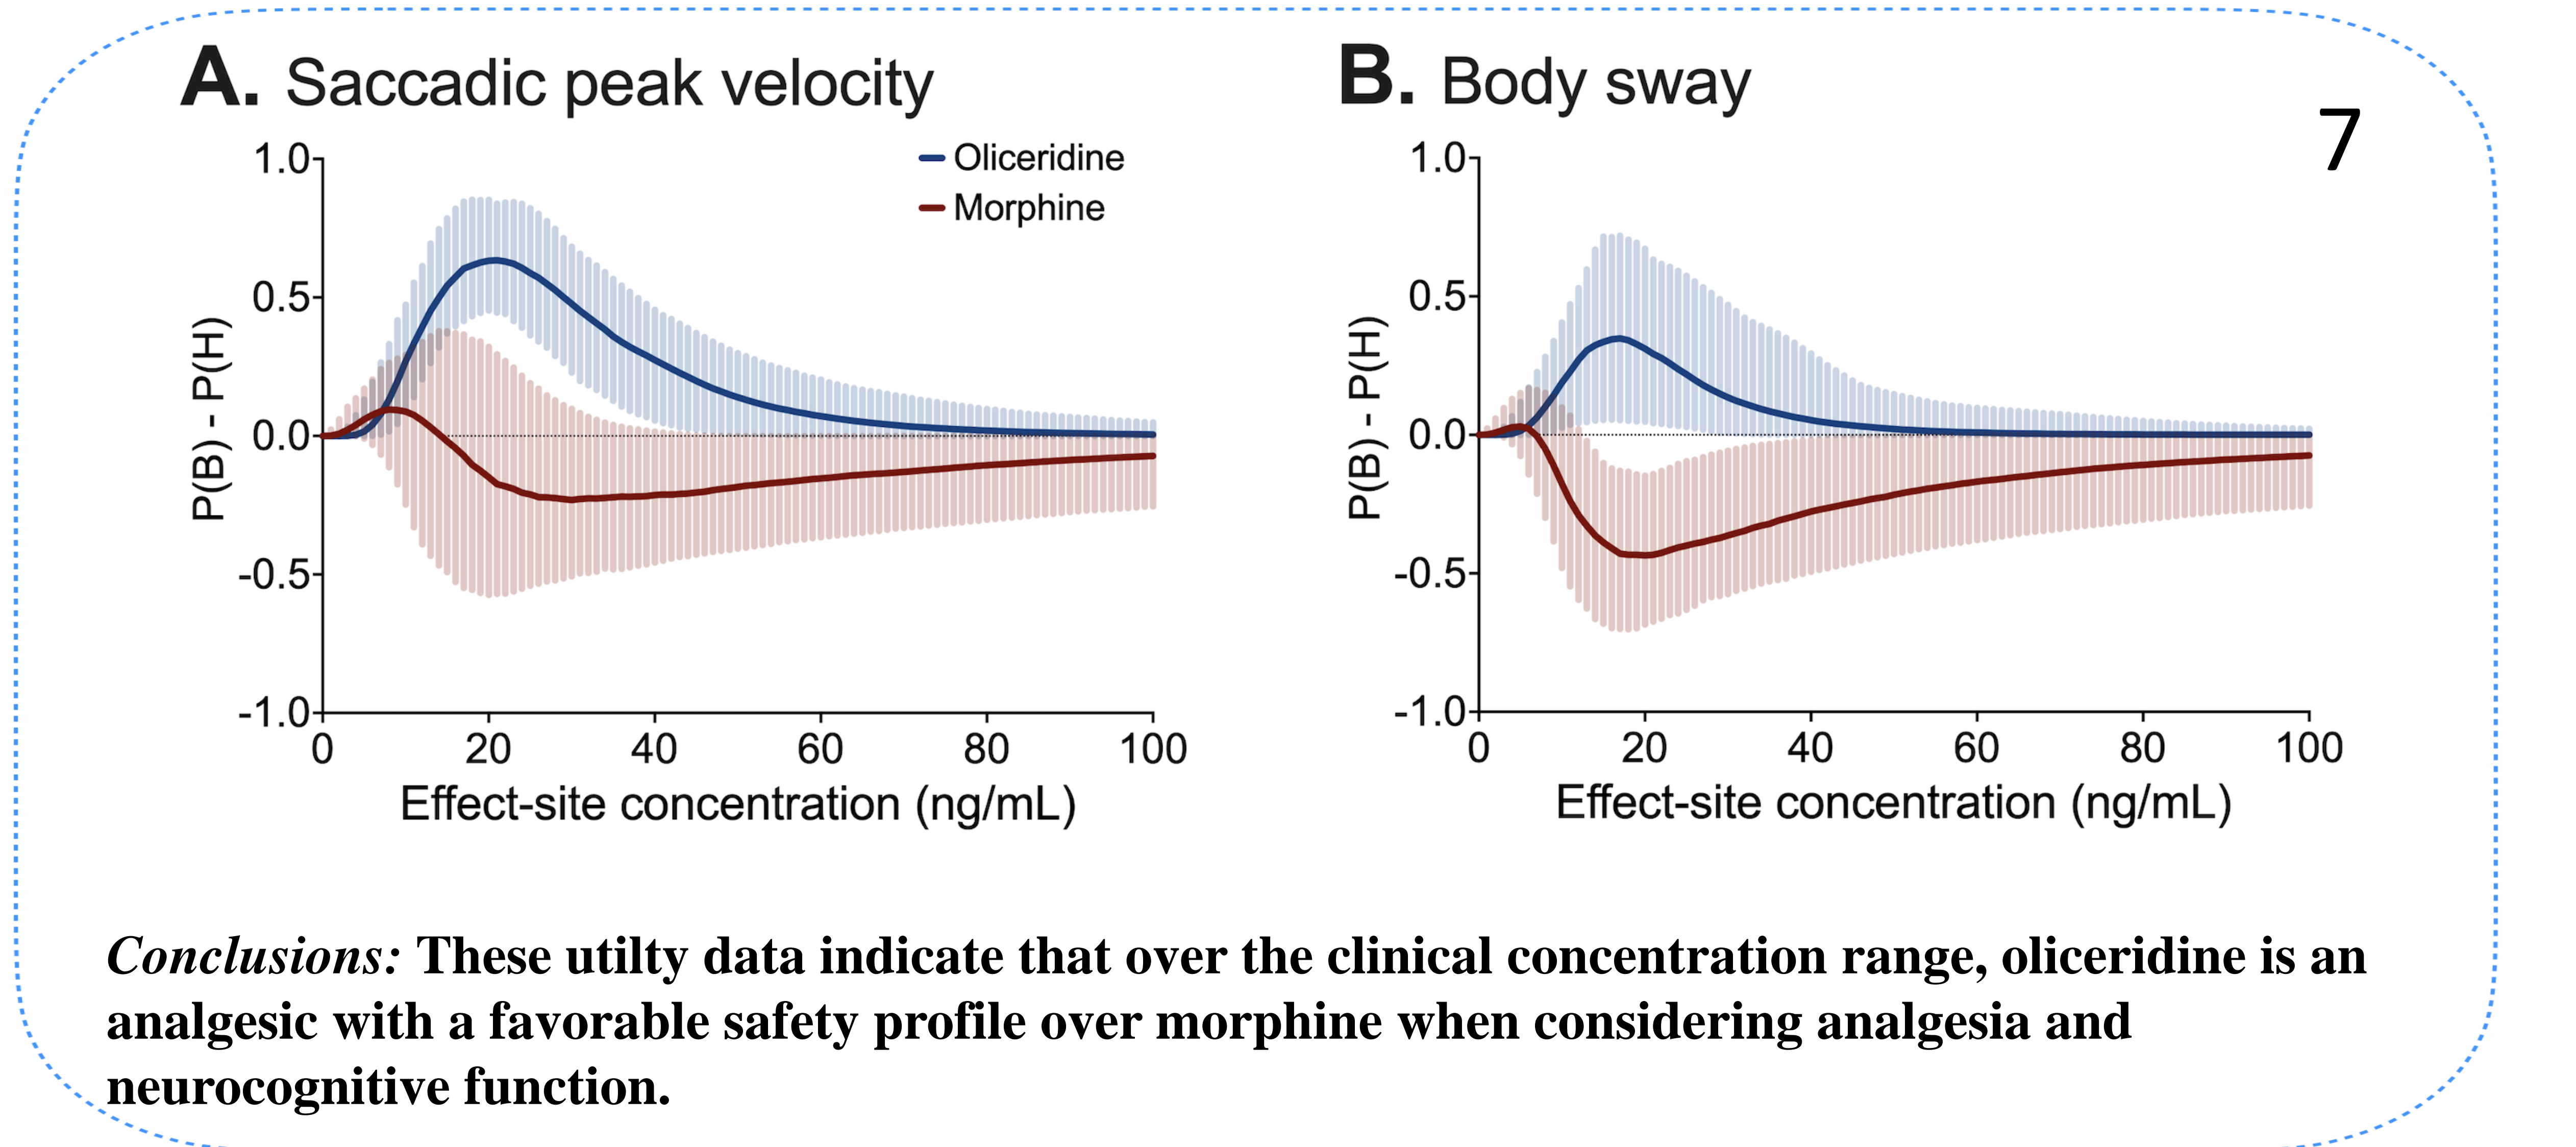 A. Saccadic peak velocity
1.0
0.5
0.0
-0.5
-1.0
P(B) - P(H)
Oliceridine
Morphine
0 20 40 60 80 100
Effect-site concentration (ng/mL)
B. Body sway
7
1.0
0.5
0.0
-0.5
-1.0
P(B) - P(H)
0 20 40 60 80 100
Effect-site concentration (ng/mL)
Conclusions: These utilty data indicate that over the clinical concentration range, oliceridine is an
analgesic with a favorable safety profile over morphine when considering analgesia and
neurocognitive function.